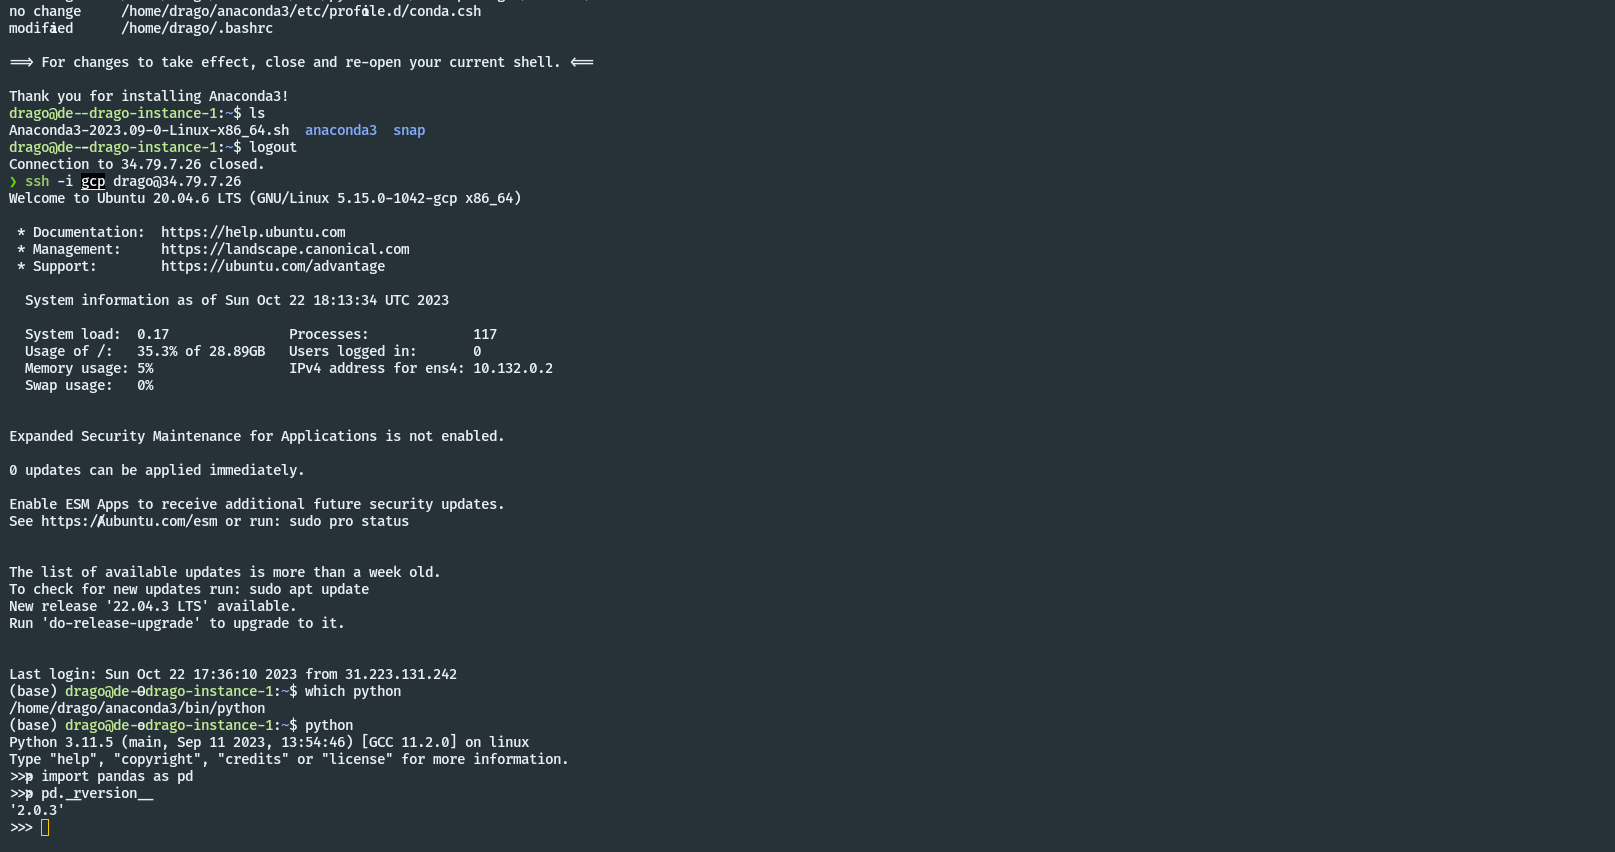 no change     /home/drago/anaconda3/etc/profile.d/conda.csh
modified      /home/drago/.bashrc
==> For changes to take effect, close and re-open your current shell. <==
Thank you for installing Anaconda3!
drago@de--drago-instance-1:~$ ls
Anaconda3-2023.09-0-Linux-x86_64.sh  anaconda3  snap
drago@de--drago-instance-1:~$ logout
Connection to 34.79.7.26 closed.
❯ ssh -i gcp drago@34.79.7.26
Welcome to Ubuntu 20.04.6 LTS (GNU/Linux 5.15.0-1042-gcp x86_64)
 * Documentation:  https://help.ubuntu.com
 * Management:     https://landscape.canonical.com
 * Support:        https://ubuntu.com/advantage
  System information as of Sun Oct 22 18:13:34 UTC 2023
  System load:  0.17               Processes:             117
  Usage of /:   35.3% of 28.89GB   Users logged in:       0
  Memory usage: 5%                 IPv4 address for ens4: 10.132.0.2
  Swap usage:   0%
Expanded Security Maintenance for Applications is not enabled.
0 updates can be applied immediately.
Enable ESM Apps to receive additional future security updates.
See https://ubuntu.com/esm or run: sudo pro status
The list of available updates is more than a week old.
To check for new updates run: sudo apt update
New release '22.04.3 LTS' available.
Run 'do-release-upgrade' to upgrade to it.
Last login: Sun Oct 22 17:36:10 2023 from 31.223.131.242
(base) drago@de--drago-instance-1:~$ which python
/home/drago/anaconda3/bin/python
(base) drago@de--drago-instance-1:~$ python
Python 3.11.5 (main, Sep 11 2023, 13:54:46) [GCC 11.2.0] on linux
Type "help", "copyright", "credits" or "license" for more information.
>>> import pandas as pd
>>> pd.__version__
'2.0.3'
>>>